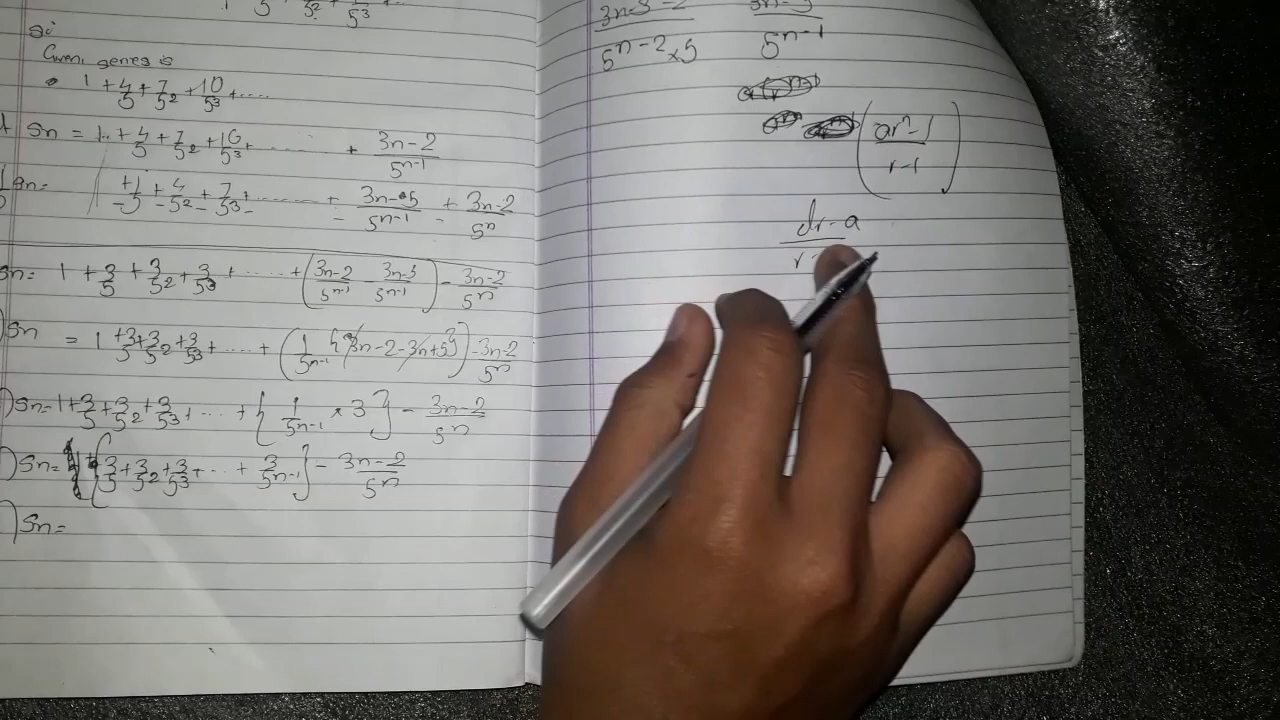 5 5² 5³
Given series is
• 1 + 4/5 + 7/5² + 10/5³ + .....
Sn = 1 + 4/5 + 7/5² + 10/5³ + ........ + 3n-2/5ⁿ⁻¹
Sn = +1/5 + 4/5² + 7/5³ + ........ + 3n-5/5ⁿ⁻¹ + 3n-2/5ⁿ
- - - - - -
Sn = 1 + 3/5 + 3/5² + 3/5³ + ..... + (3n-2/5ⁿ⁻¹ 3n-5/5ⁿ⁻¹) - 3n-2/5ⁿ
)Sn = 1 + 3/5 + 3/5² + 3/5³ + ..... + (1/5ⁿ⁻¹ { 3n-2-3n+5}) - 3n-2/5ⁿ
)Sn = 1 + 3/5 + 3/5² + 3/5³ + .... + {1/5ⁿ⁻¹ × 3} - 3n-2/5ⁿ
)Sn = {3/5 + 3/5² + 3/5³ + ... + 3/5ⁿ⁻¹} - 3n-2/5ⁿ
)Sn =
5ⁿ⁻² × 5 5ⁿ⁻¹
(arⁿ-1/r-1)